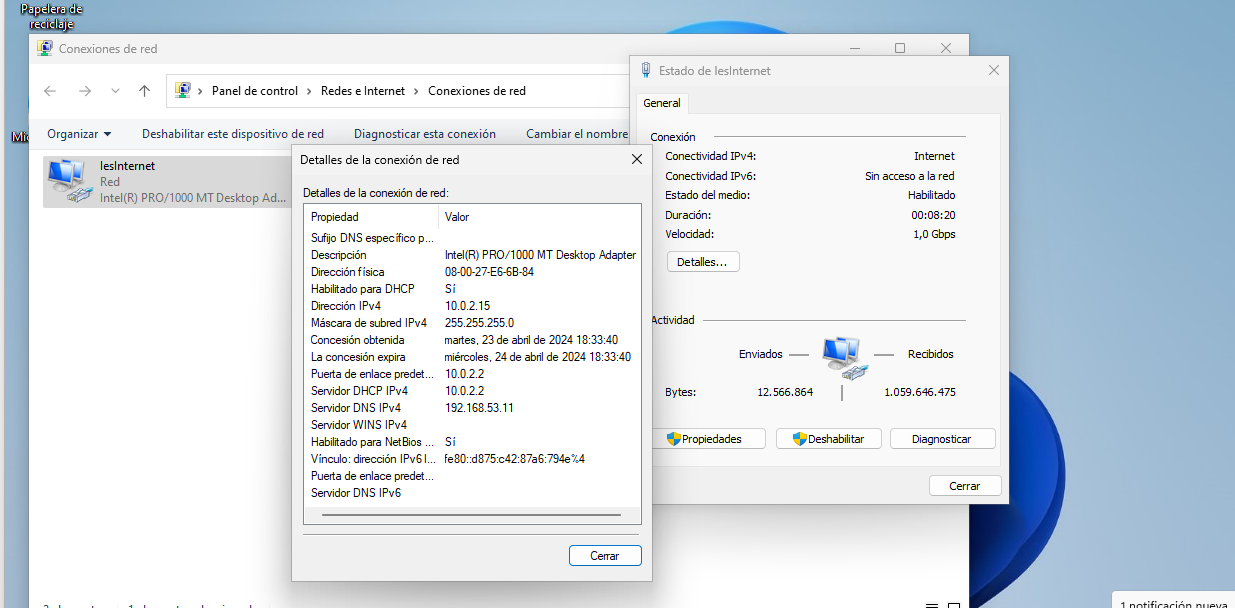 Papelera de
reciclaje
Conexiones de red
Panel de control > Redes e Internet > Conexiones de red
Organizar
Deshabilitar este dispositivo de red
Diagnosticar esta conexión
Cambiar el nombre
IesInternet
Red
Intel(R) PRO/1000 MT Desktop Ad...
Detalles de la conexión de red
Detalles de la conexión de red:
Propiedad Valor
Sufijo DNS específico p...
Descripción Intel(R) PRO/1000 MT Desktop Adapter
Dirección física 08-00-27-E6-6B-84
Habilitado para DHCP Sí
Dirección IPv4 10.0.2.15
Máscara de subred IPv4 255.255.255.0
Concesión obtenida martes, 23 de abril de 2024 18:33:40
La concesión expira miércoles, 24 de abril de 2024 18:33:40
Puerta de enlace predet... 10.0.2.2
Servidor DHCP IPv4 10.0.2.2
Servidor DNS IPv4 192.168.53.11
Servidor WINS IPv4
Habilitado para NetBios ... Sí
Vínculo: dirección IPv6 l... fe80::d875:c42:87a6:794e%4
Puerta de enlace predet...
Servidor DNS IPv6
Cerrar
Estado de IesInternet
General
Conexión
Conectividad IPv4: Internet
Conectividad IPv6: Sin acceso a la red
Estado del medio: Habilitado
Duración: 00:08:20
Velocidad: 1,0 Gbps
Detalles...
Actividad
Enviados Recibidos
Bytes: 12.566.864 1.059.646.475
Propiedades
Deshabilitar
Diagnosticar
Cerrar
1 notificación nueva